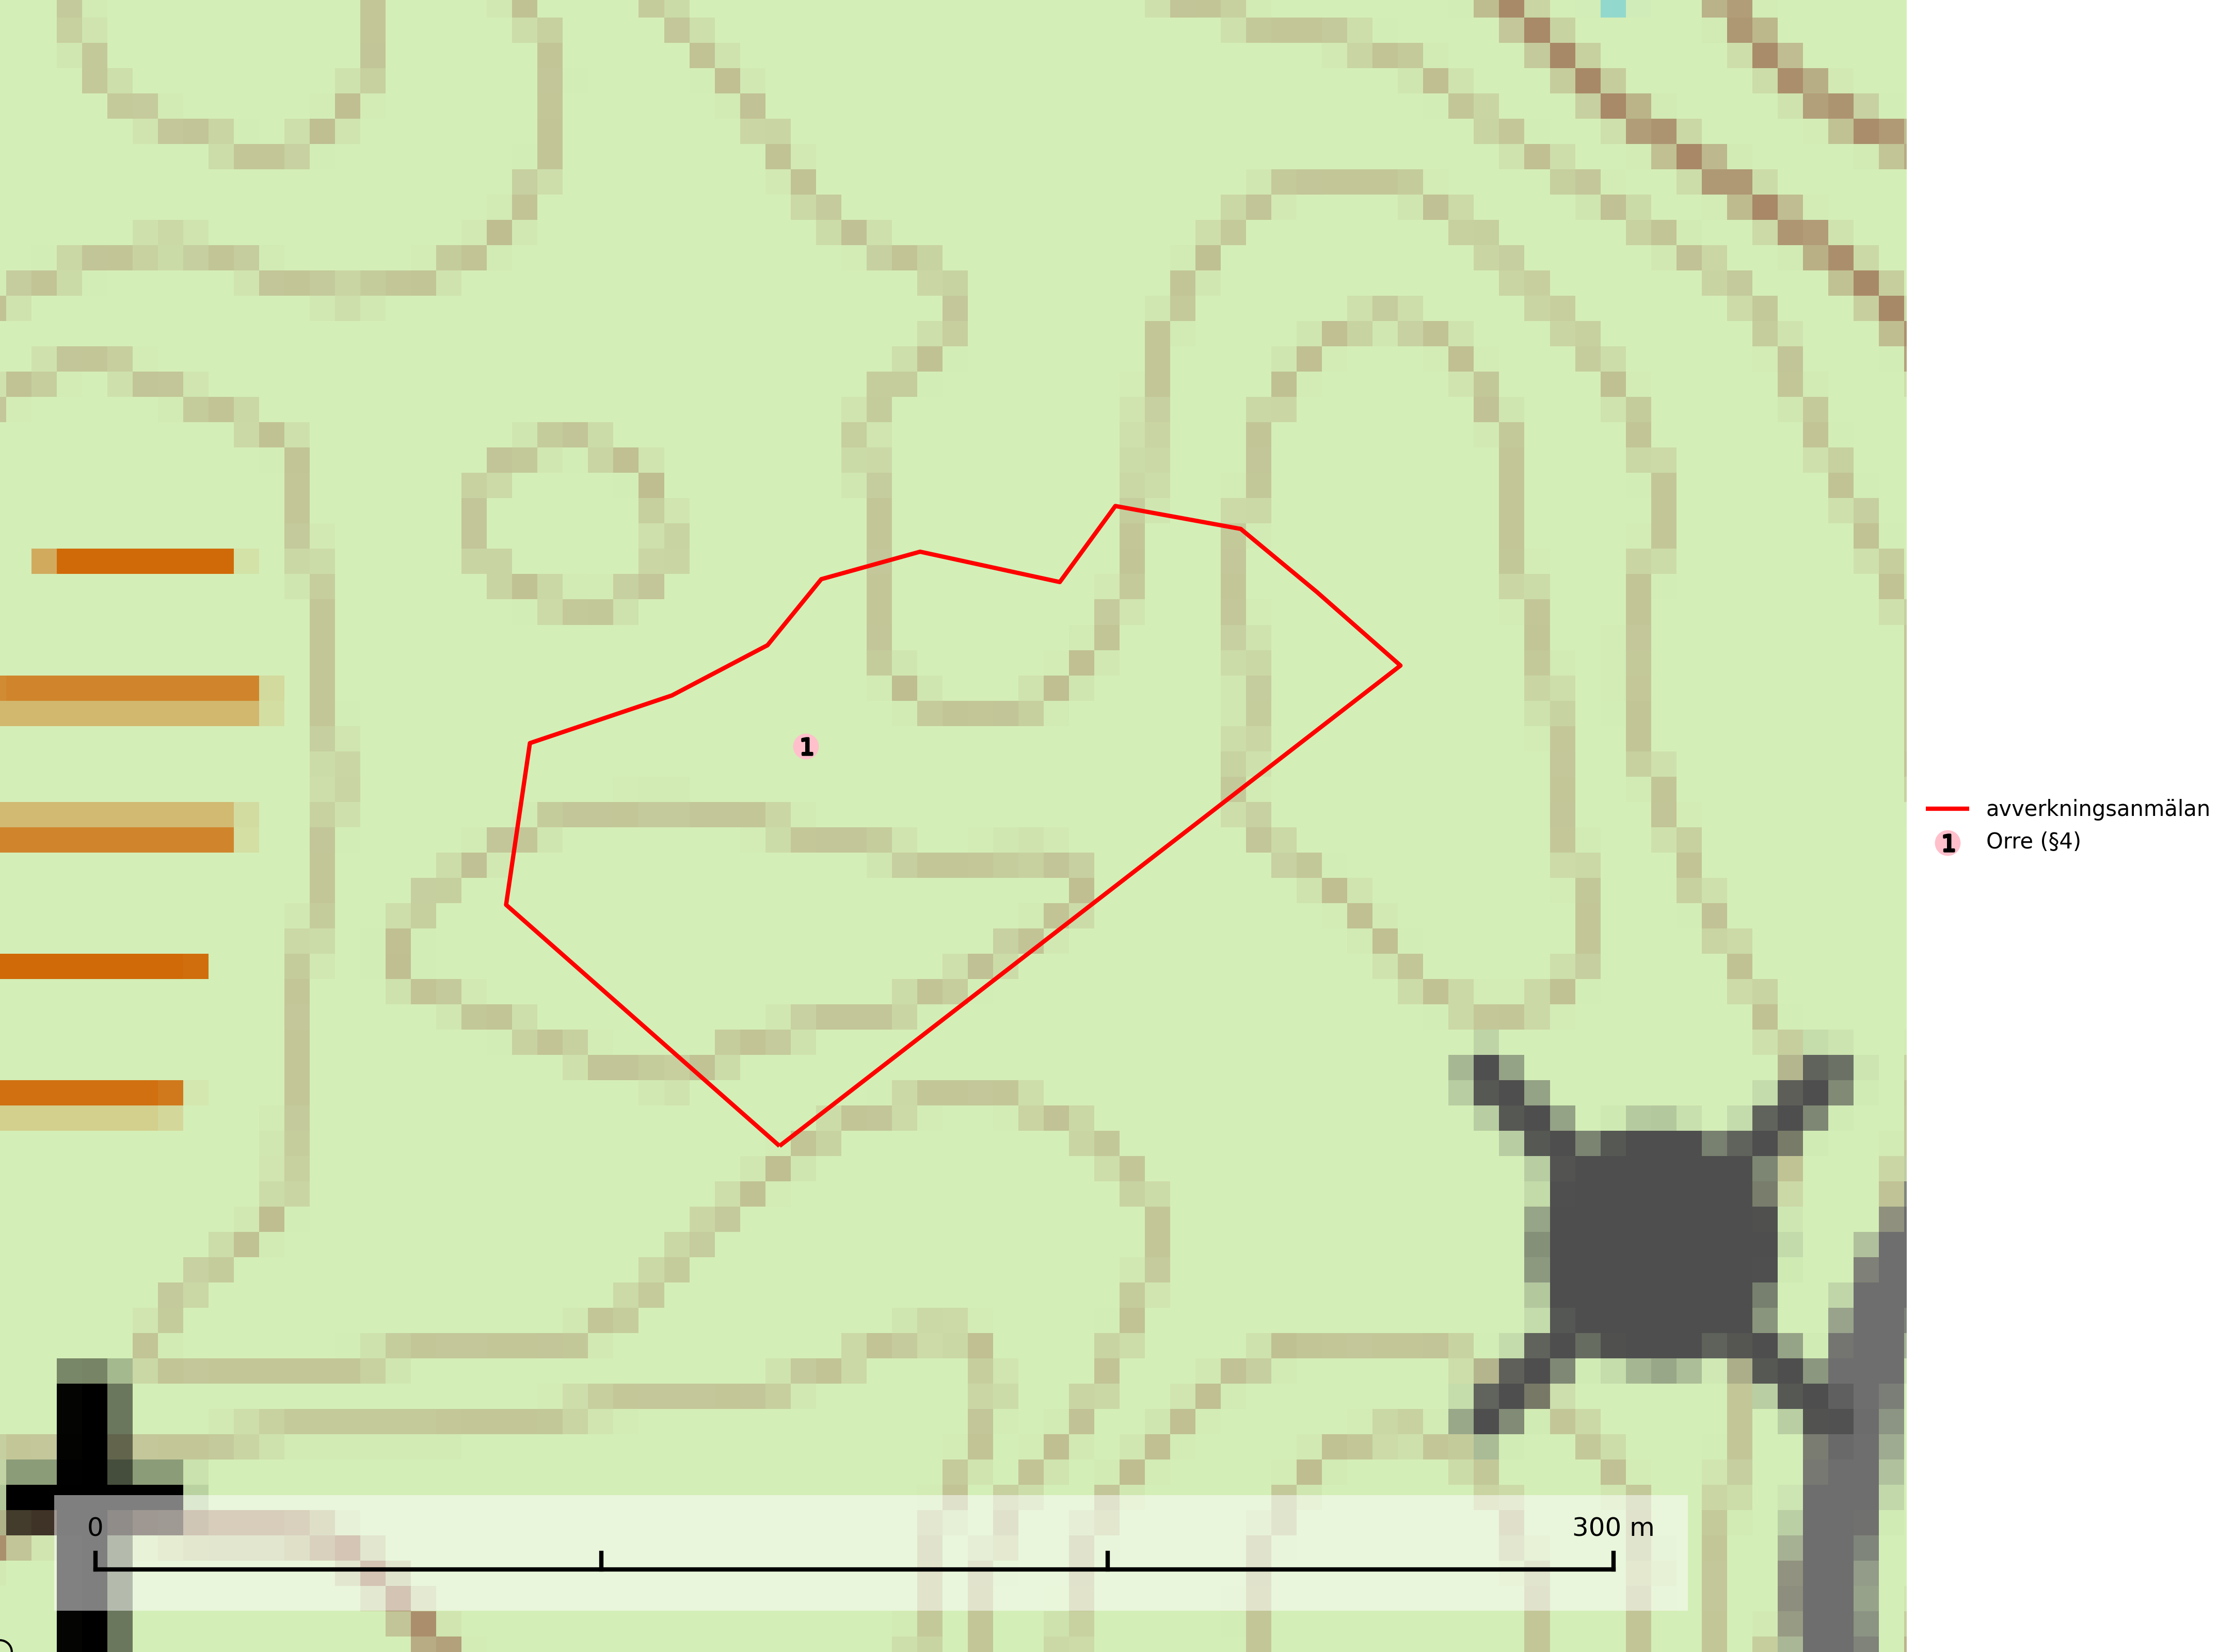 1
avverkningsanmälan
1 Orre (§4)
0 300 m